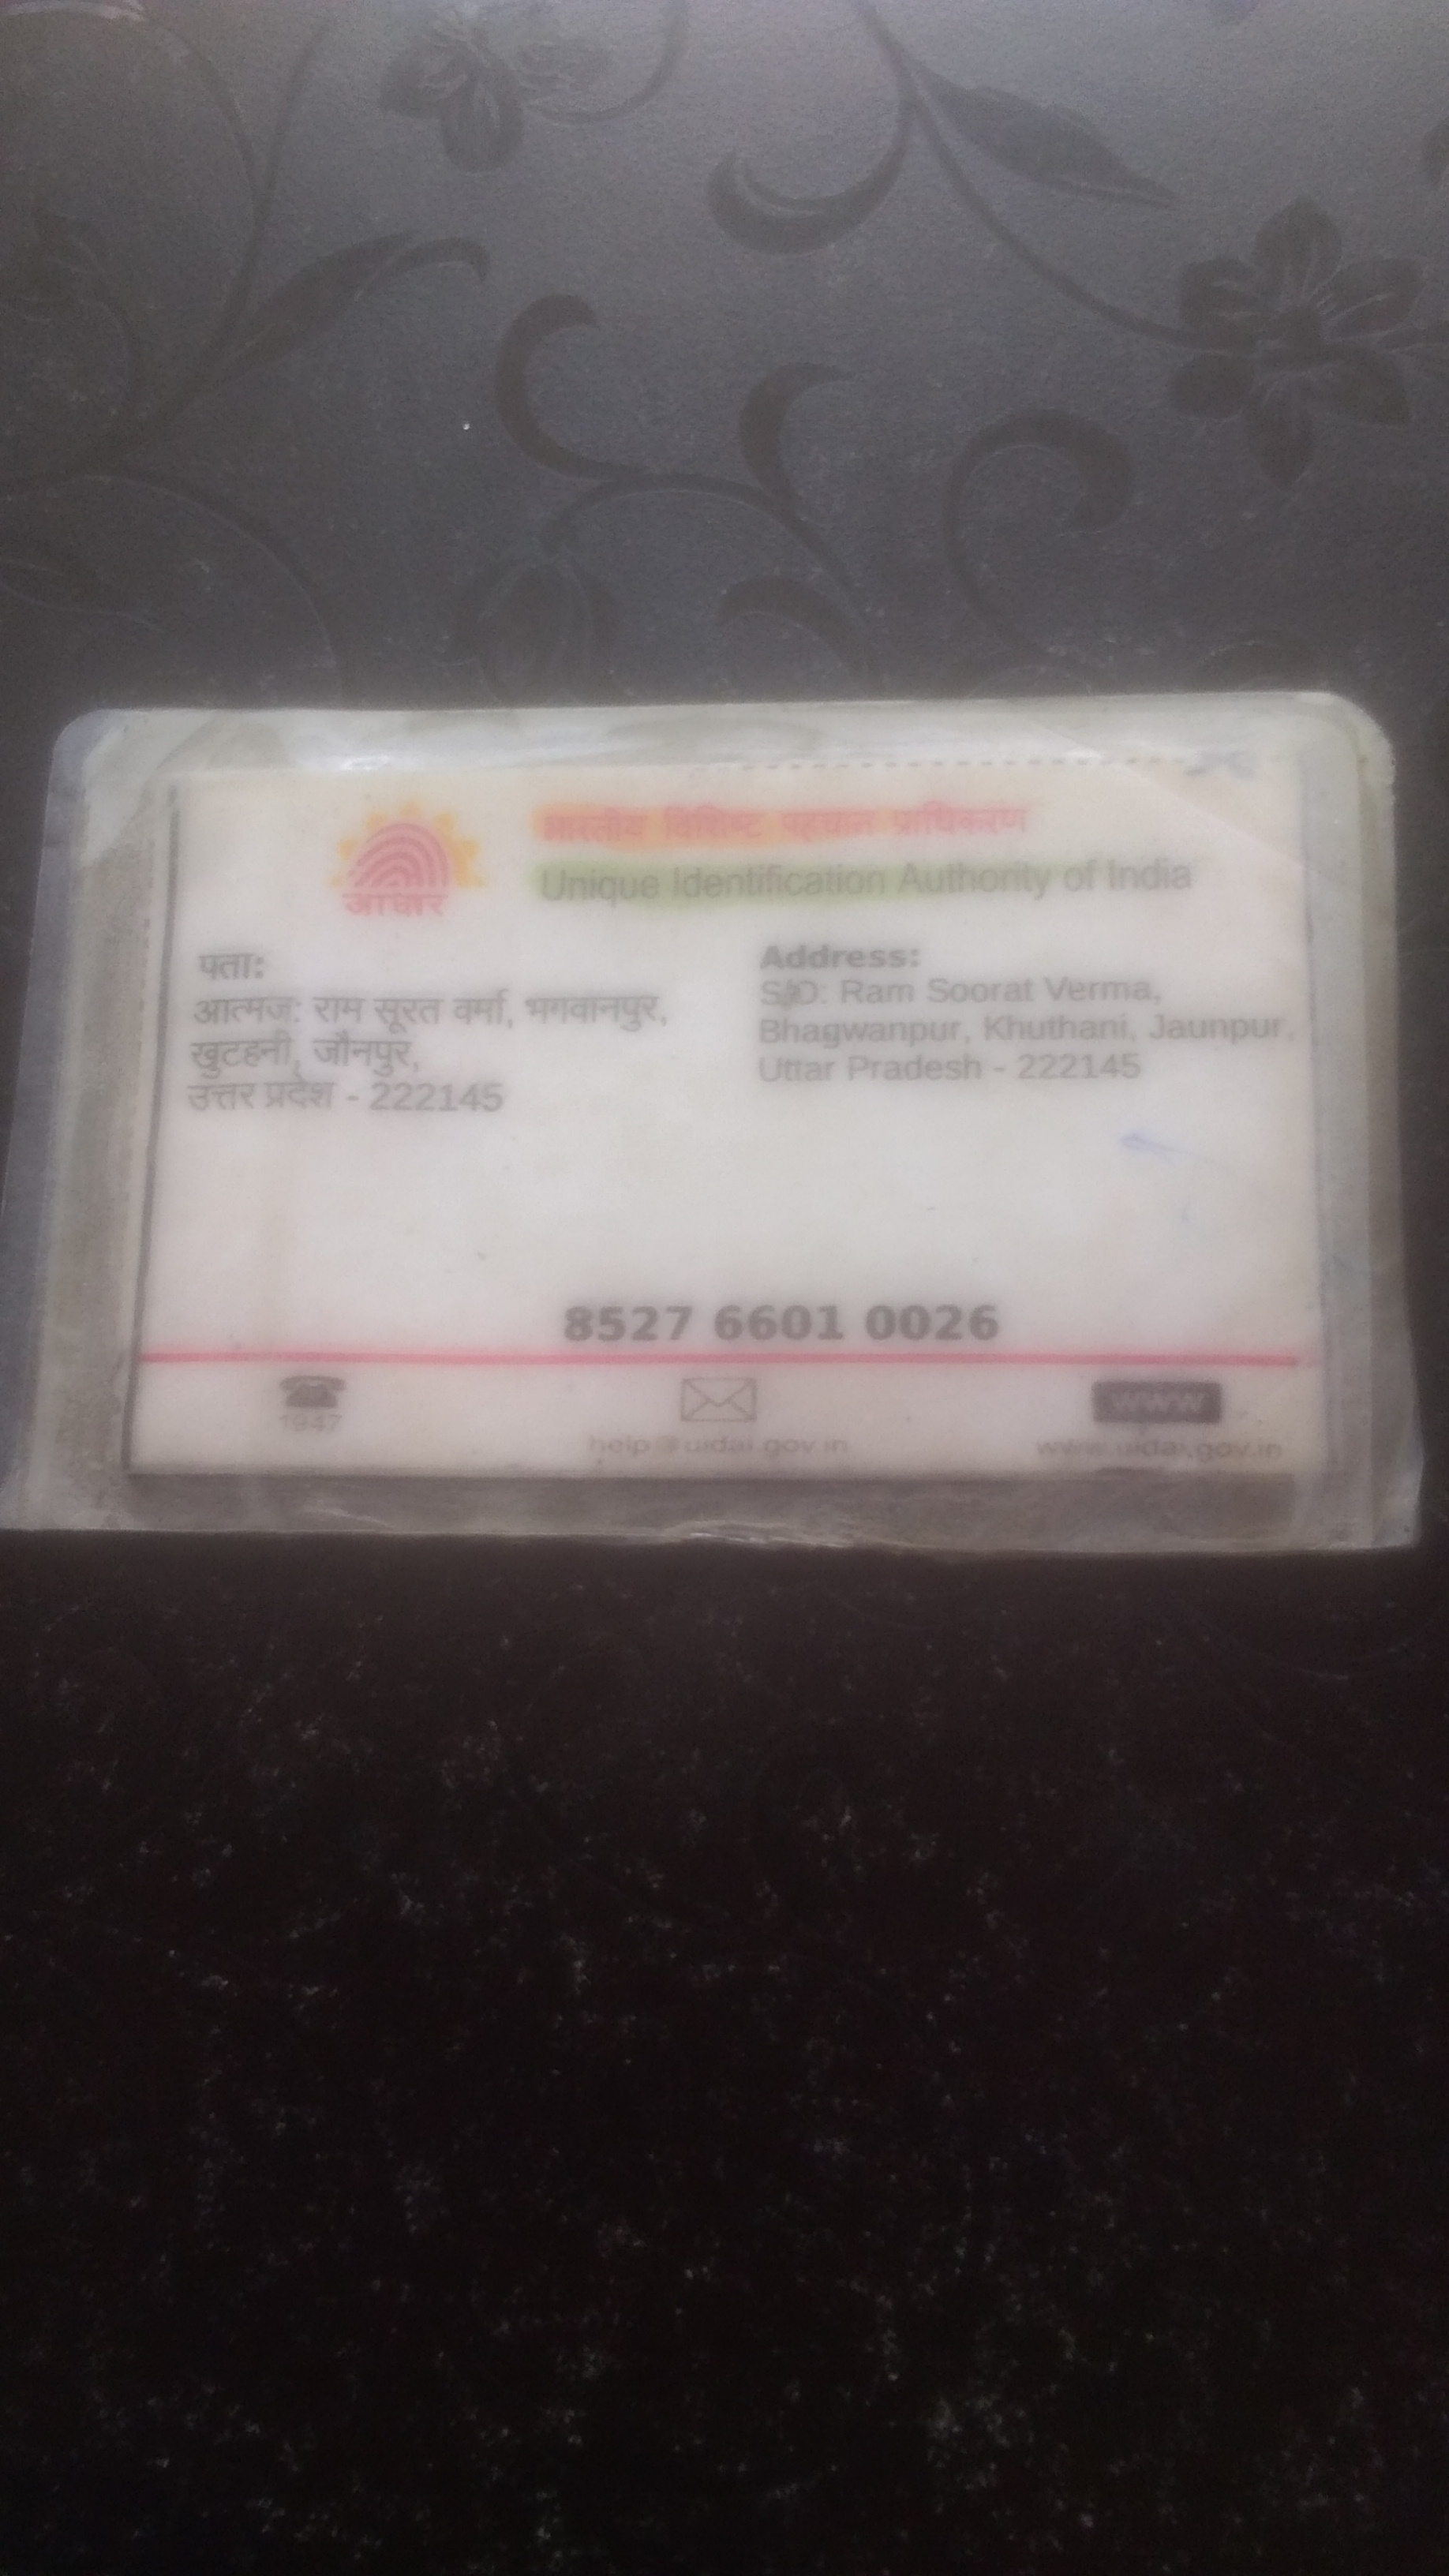 भारतीय विशिष्ट पहचान प्राधिकरण
Unique Identification Authority of India
आधार
पता:
आत्मज: राम सूरत वर्मा, भगवानपुर,
खुटहनी, जौनपुर,
उत्तर प्रदेश - 222145
Address:
S/O: Ram Soorat Verma,
Bhagwanpur, Khuthani, Jaunpur,
Uttar Pradesh - 222145
8527 6601 0026
1947
help@uidai.gov.in
www
www.uidai.gov.in